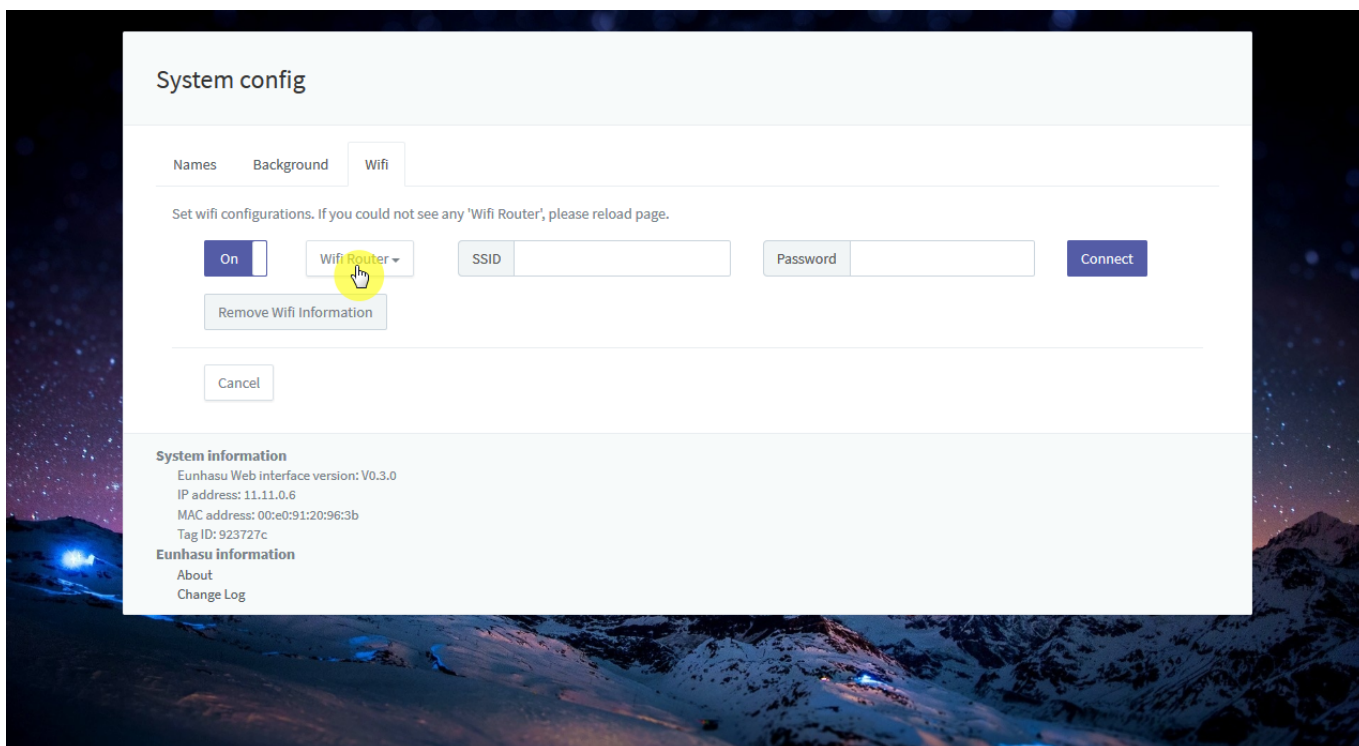 System config
Names Background Wifi
Set wifi configurations. If you could not see any 'Wifi Router', please reload page.
On Wifi Router SSID Password Connect
Remove Wifi Information
Cancel
System information
Eunhasu Web interface version: V0.3.0
IP address: 11.11.0.6
MAC address: 00:e0:91:20:96:3b
Tag ID: 923727c
Eunhasu information
About
Change Log